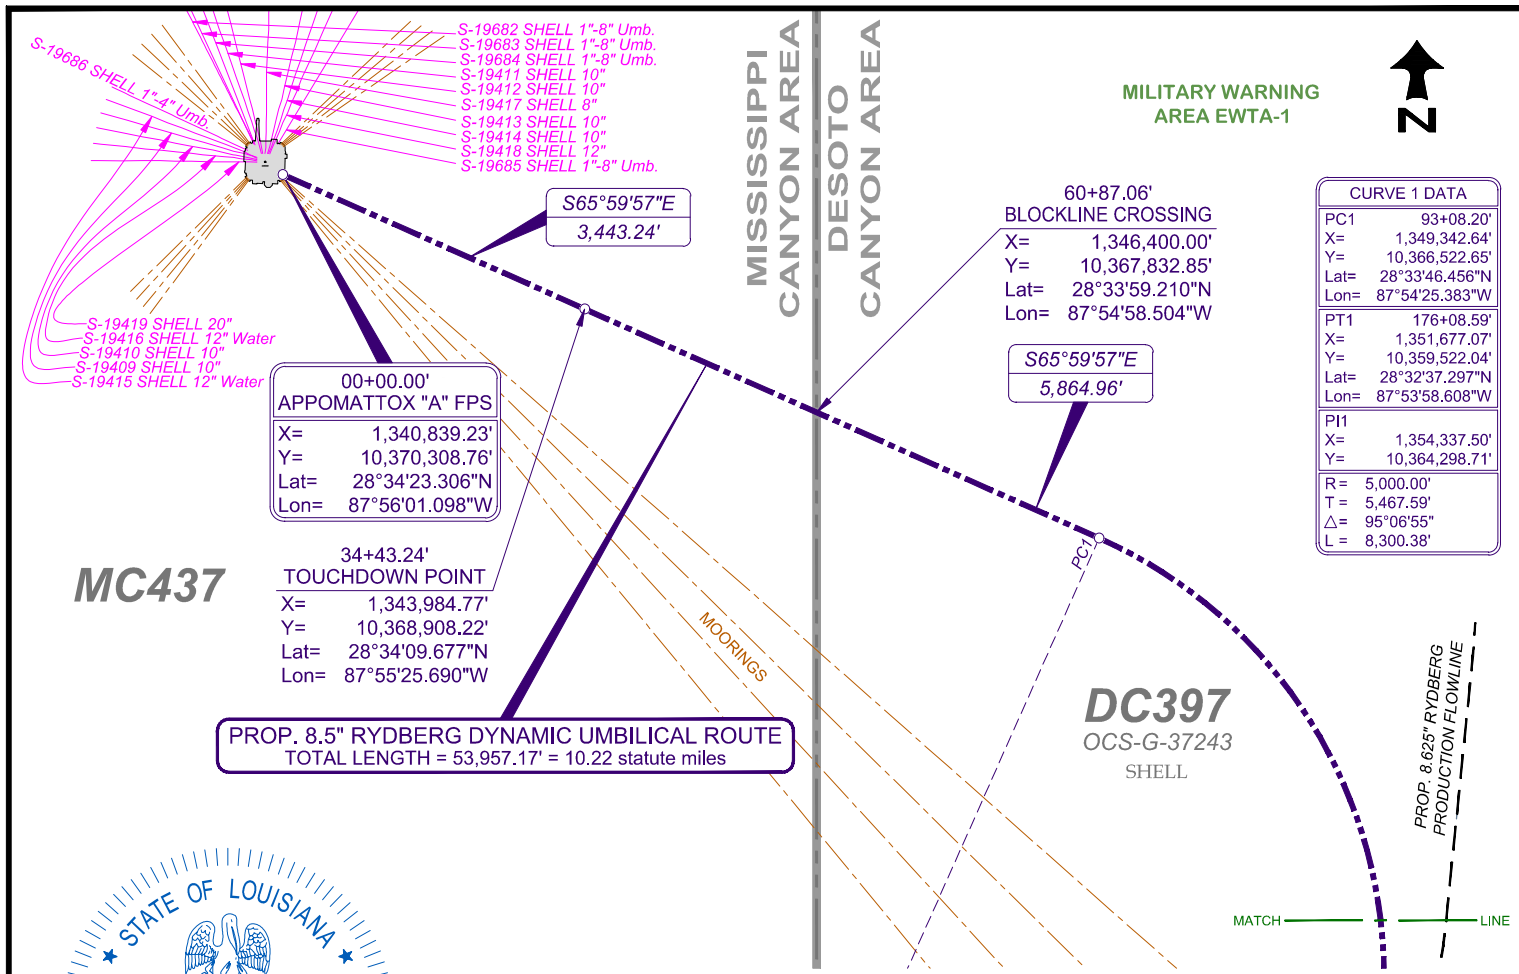 S-19682 SHELL 1"-8" Umb.
S-19683 SHELL 1"-8" Umb.
S-19684 SHELL 1"-8" Umb.
S-19411 SHELL 10"
S-19412 SHELL 10"
S-19417 SHELL 8"
S-19413 SHELL 10"
S-19414 SHELL 10"
S-19418 SHELL 12"
S-19685 SHELL 1"-8" Umb.
S-19686 SHELL 1"-4" Umb.
S-19419 SHELL 20"
S-19416 SHELL 12" Water
S-19410 SHELL 10"
S-19409 SHELL 10"
S-19415 SHELL 12" Water
S65°59'57"E
3,443.24'
MISSISSIPPI
CANYON AREA
DESOTO
CANYON AREA
MILITARY WARNING
AREA EWTA-1
N
60+87.06'
BLOCKLINE CROSSING
X= 1,346,400.00'
Y= 10,367,832.85'
Lat= 28°33'59.210"N
Lon= 87°54'58.504"W
CURVE 1 DATA
PC1 93+08.20'
X= 1,349,342.64'
Y= 10,366,522.65'
Lat= 28°33'46.456"N
Lon= 87°54'25.383"W
PT1 176+08.59'
X= 1,351,677.07'
Y= 10,359,522.04'
Lat= 28°32'37.297"N
Lon= 87°53'58.608"W
PI1
X= 1,354,337.50'
Y= 10,364,298.71'
R= 5,000.00'
T= 5,467.59'
△= 95°06'55"
L= 8,300.38'
S65°59'57"E
5,864.96'
00+00.00'
APPOMATTOX "A" FPS
X= 1,340,839.23'
Y= 10,370,308.76'
Lat= 28°34'23.306"N
Lon= 87°56'01.098"W
34+43.24'
TOUCHDOWN POINT
X= 1,343,984.77'
Y= 10,368,908.22'
Lat= 28°34'09.677"N
Lon= 87°55'25.690"W
MC437
PC1
MOORINGS
PROP. 8.5" RYDBERG DYNAMIC UMBILICAL ROUTE
TOTAL LENGTH = 53,957.17' = 10.22 statute miles
DC397
OCS-G-37243
SHELL
PROP. 8.625" RYDBERG
PRODUCTION FLOWLINE
MATCH LINE
STATE OF LOUISIANA